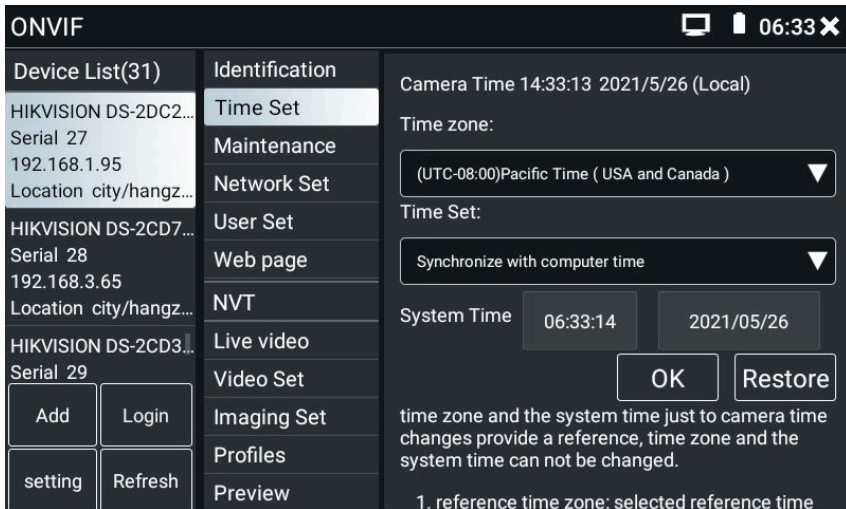 ONVIF
06:33
Device List(31)
HIKVISION DS-2DC2...
Serial 27
192.168.1.95
Location city/hangz...
HIKVISION DS-2CD7...
Serial 28
192.168.3.65
Location city/hangz...
HIKVISION DS-2CD3...
Serial 29
Add
Login
setting
Refresh
Identification
Time Set
Maintenance
Network Set
User Set
Web page
NVT
Live video
Video Set
Imaging Set
Profiles
Preview
Camera Time 14:33:13 2021/5/26 (Local)
Time zone:
(UTC-08:00)Pacific Time ( USA and Canada )
Time Set:
Synchronize with computer time
System Time 06:33:14 2021/05/26
OK
Restore
time zone and the system time just to camera time
changes provide a reference, time zone and the
system time can not be changed.
1. reference time zone: selected reference time